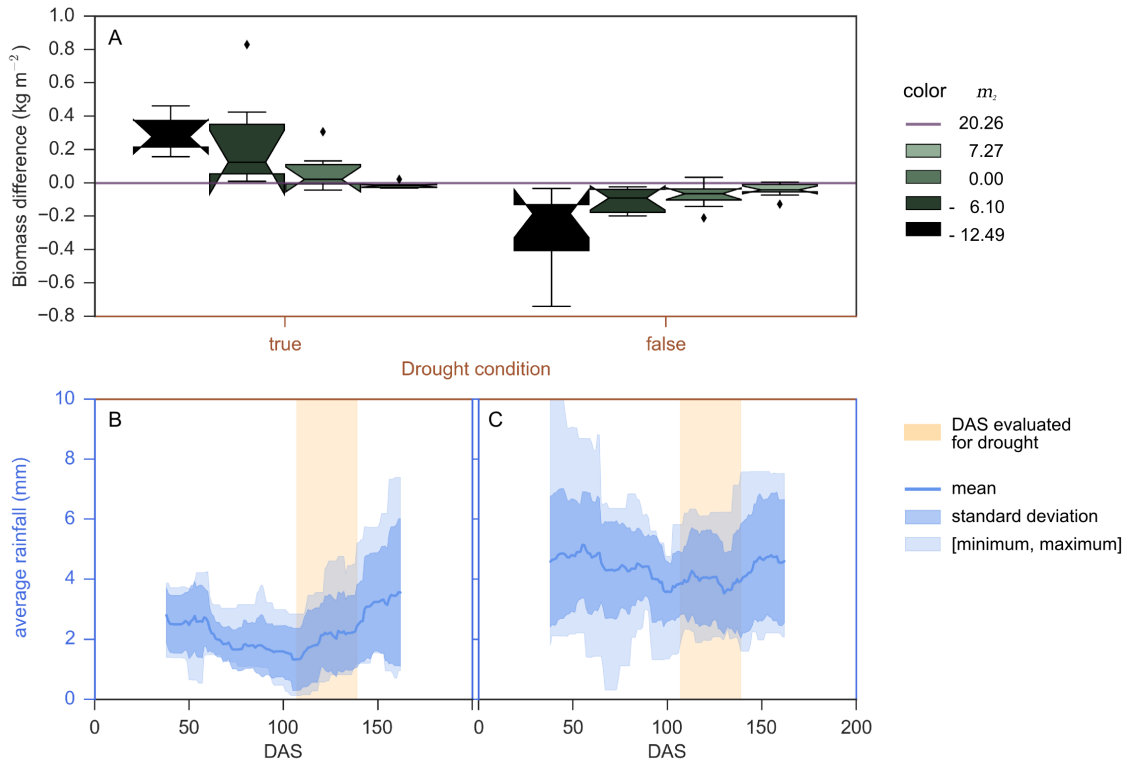 A
1.0
0.8
0.6
0.4
0.2
0.0
−0.2
−0.4
−0.6
−0.8
Biomass difference (kg m⁻²)
true
false
Drought condition
color m₂
20.26
7.27
0.00
- 6.10
- 12.49
B
C
10
8
6
4
2
0
average rainfall (mm)
0 50 100 150
0 50 100 150 200
DAS
DAS
DAS evaluated
for drought
mean
standard deviation
[minimum, maximum]